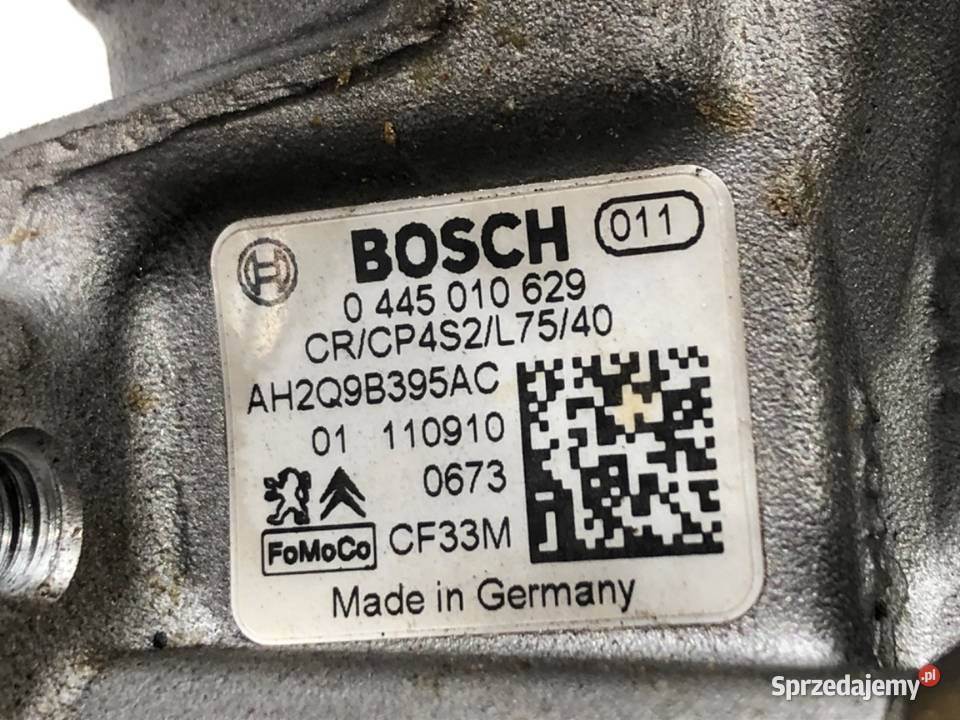 BOSCH 011
0 445 010 629
CR/CP4S2/L75/40
AH2Q9B395AC
01 110910
0673
FoMoCo CF33M
Made in Germany
Sprzedajemy.pl